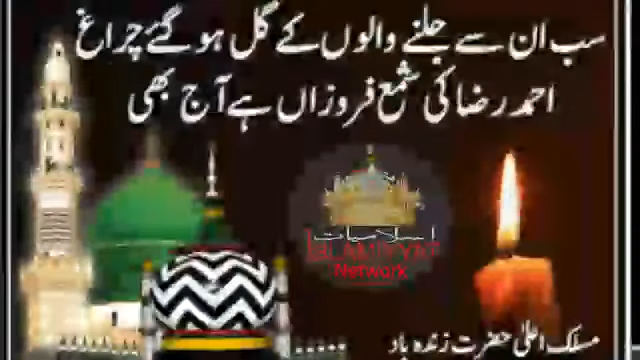 سب ان سے جلنے والوں کے گل ہو گئے چراغ
احمد رضا کی شمع فروزاں ہے آج بھی
اسلامیات
ISLAMIYYAT
Network
مسلک اعلیٰ حضرت زندہ باد